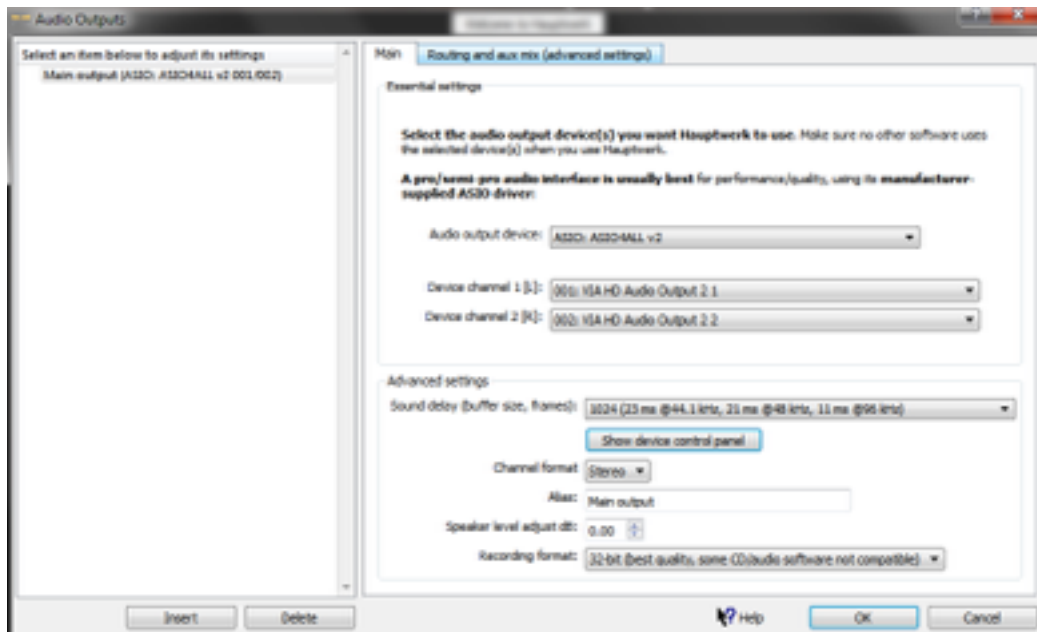 Audio Outputs
Welcome to Hauptwerk
Select an item below to adjust its settings
Main output (ASIO: ASIO4ALL v2 001/002)
Main
Routing and aux mix (advanced settings)
Essential settings
Select the audio output device(s) you want Hauptwerk to use. Make sure no other software uses
the selected device(s) when you use Hauptwerk.
A pro/semi-pro audio interface is usually best for performance/quality, using its manufacturer-
supplied ASIO driver:
Audio output device: ASIO: ASIO4ALL v2
Device channel 1 [L]: 001: VIA HD Audio Output 2 1
Device channel 2 [R]: 002: VIA HD Audio Output 2 2
Advanced settings
Sound delay (buffer size, frames): 1024 (23 ms @44.1 kHz, 21 ms @48 kHz, 11 ms @96 kHz)
Show device control panel
Channel format Stereo
Alias: Main output
Speaker level adjust dB: 0.00
Recording format: 32-bit (best quality, some CD/audio software not compatible)
Insert
Delete
Help
OK
Cancel